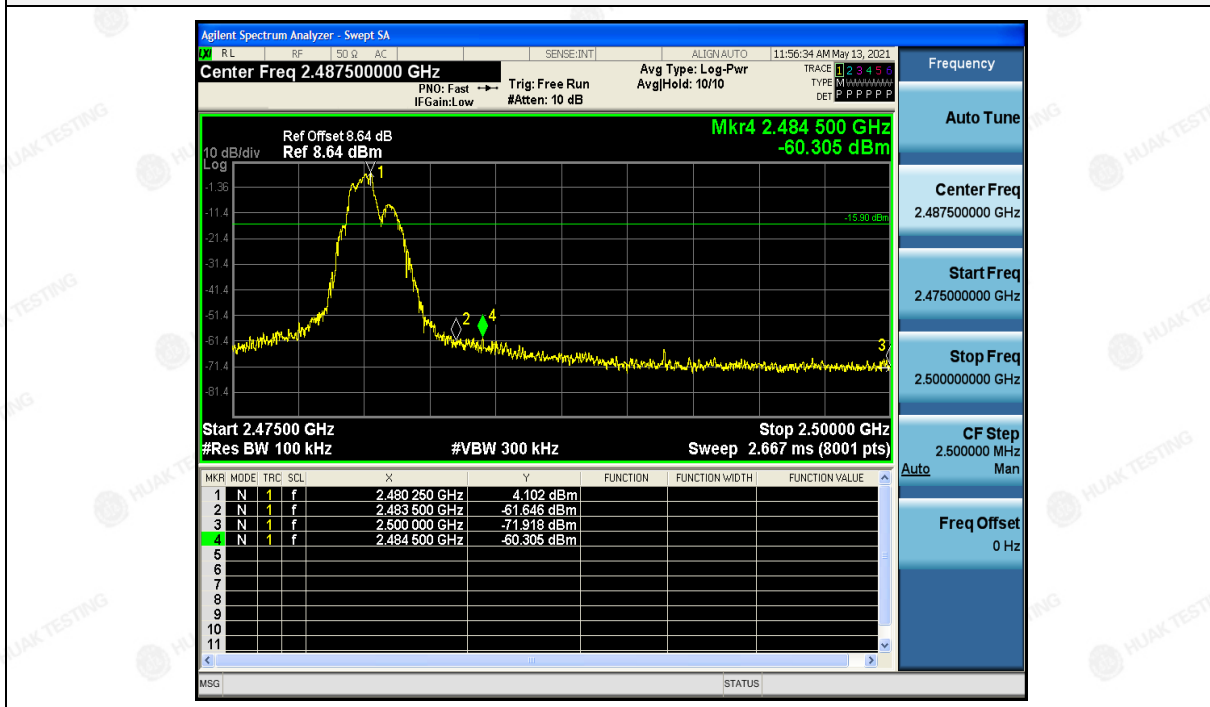 Agilent Spectrum Analyzer - Swept SA
LXI RL RF 50 Ω AC SENSE:INT ALIGN AUTO 11:56:34 AM May 13, 2021
Center Freq 2.487500000 GHz
PNO: Fast
IFGain:Low
Trig: Free Run
#Atten: 10 dB
Avg Type: Log-Pwr
Avg|Hold: 10/10
TRACE 1 2 3 4 5 6
TYPE M WWWWW
DET P P P P P P
Frequency
Mkr4 2.484 500 GHz
-60.305 dBm
Ref Offset 8.64 dB
10 dB/div Ref 8.64 dBm
Log
-1.36
-11.4
-21.4
-31.4
-41.4
-51.4
-61.4
-71.4
-81.4
-15.90 dBm
1
2
4
3
Start 2.47500 GHz Stop 2.50000 GHz
#Res BW 100 kHz #VBW 300 kHz Sweep 2.667 ms (8001 pts)
MKR MODE TRC SCL X Y FUNCTION FUNCTION WIDTH FUNCTION VALUE
1 N 1 f 2.480 250 GHz 4.102 dBm
2 N 1 f 2.483 500 GHz -61.646 dBm
3 N 1 f 2.500 000 GHz -71.918 dBm
4 N 1 f 2.484 500 GHz -60.305 dBm
5
6
7
8
9
10
11
MSG STATUS
Auto Tune
Center Freq
2.487500000 GHz
Start Freq
2.475000000 GHz
Stop Freq
2.500000000 GHz
CF Step
2.500000 MHz
Auto Man
Freq Offset
0 Hz
HUAK TESTING
HUAK TESTING